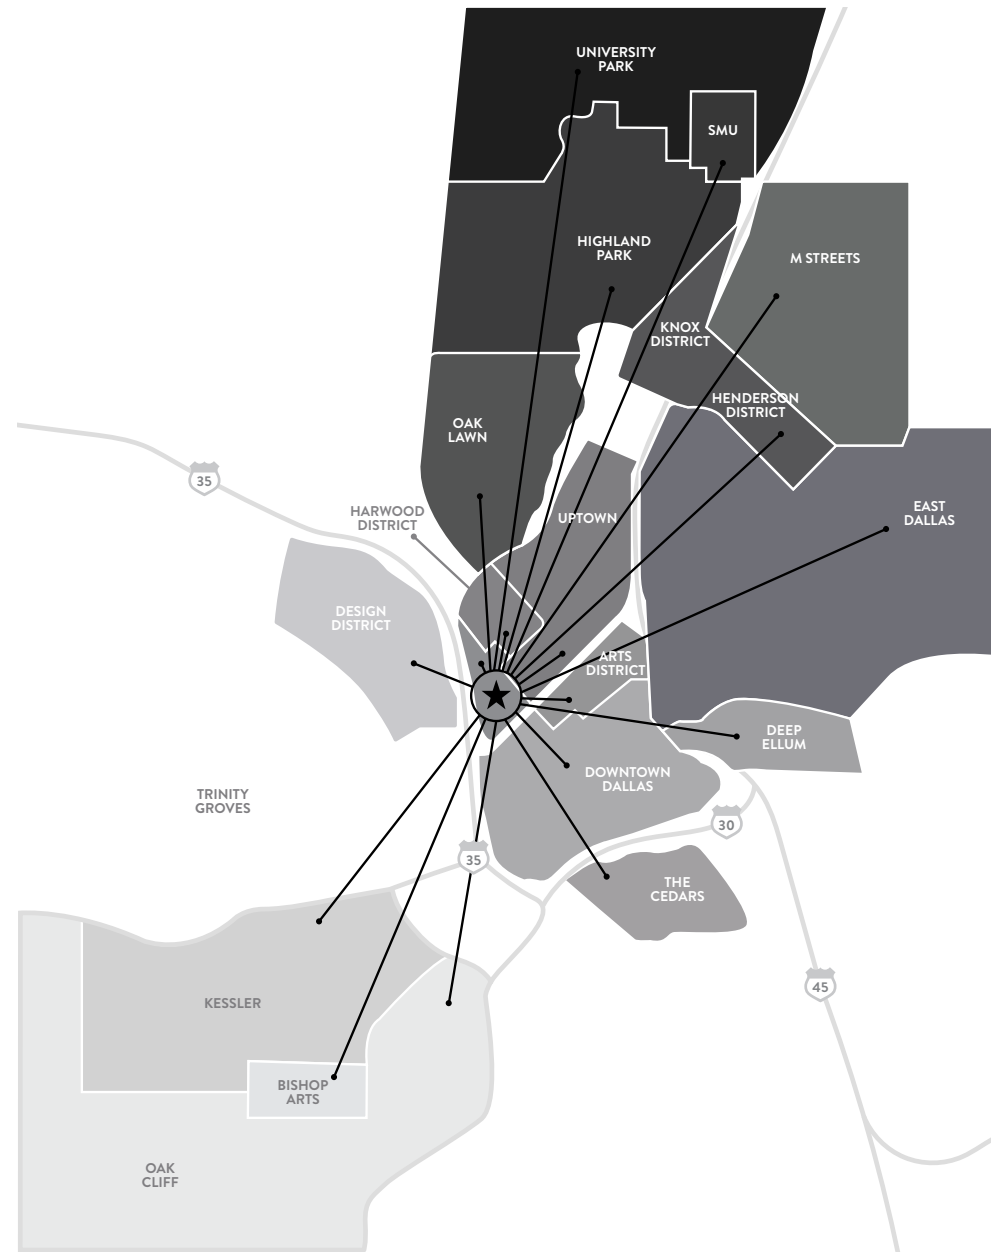 UNIVERSITY
PARK
SMU
HIGHLAND
PARK
M STREETS
KNOX
DISTRICT
HENDERSON
DISTRICT
OAK
LAWN
35
HARWOOD
DISTRICT
UPTOWN
EAST
DALLAS
DESIGN
DISTRICT
ARTS
DISTRICT
DEEP
ELLUM
DOWNTOWN
DALLAS
TRINITY
GROVES
30
35
THE
CEDARS
45
KESSLER
BISHOP
ARTS
OAK
CLIFF